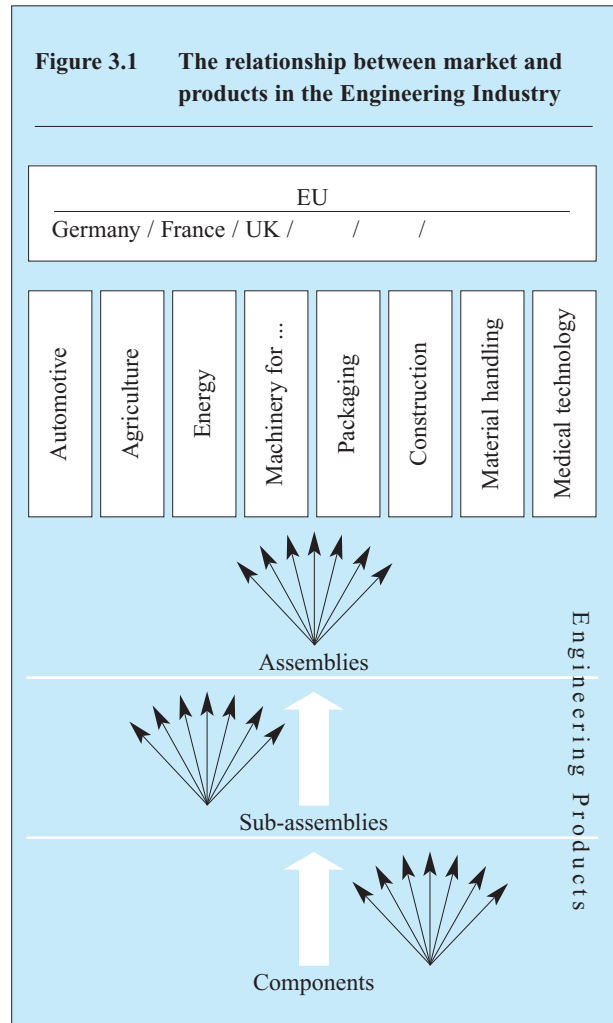 Figure 3.1 The relationship between market and
products in the Engineering Industry
EU
Germany / France / UK / / /
Automotive
Agriculture
Energy
Machinery for ...
Packaging
Construction
Material handling
Medical technology
Assemblies
Sub-assemblies
Components
Engineering Products